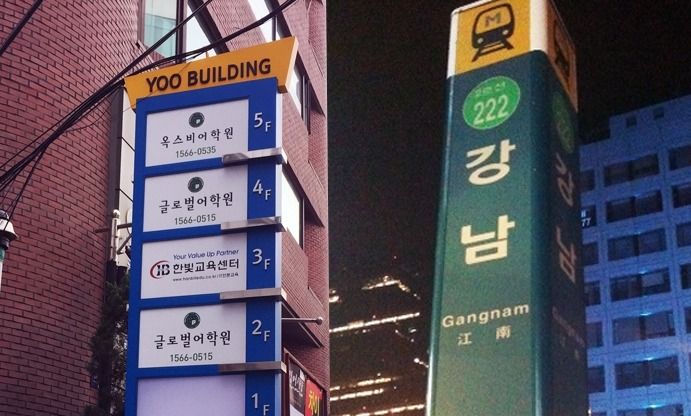 YOO BUILDING
옥스비어학원
1566-0535
5F
글로벌어학원
1566-0515
4F
Your Value Up Partner
HB 한빛교육센터
3F
글로벌어학원
1566-0515
2F
1F
M
222
강남
Gangnam
江南